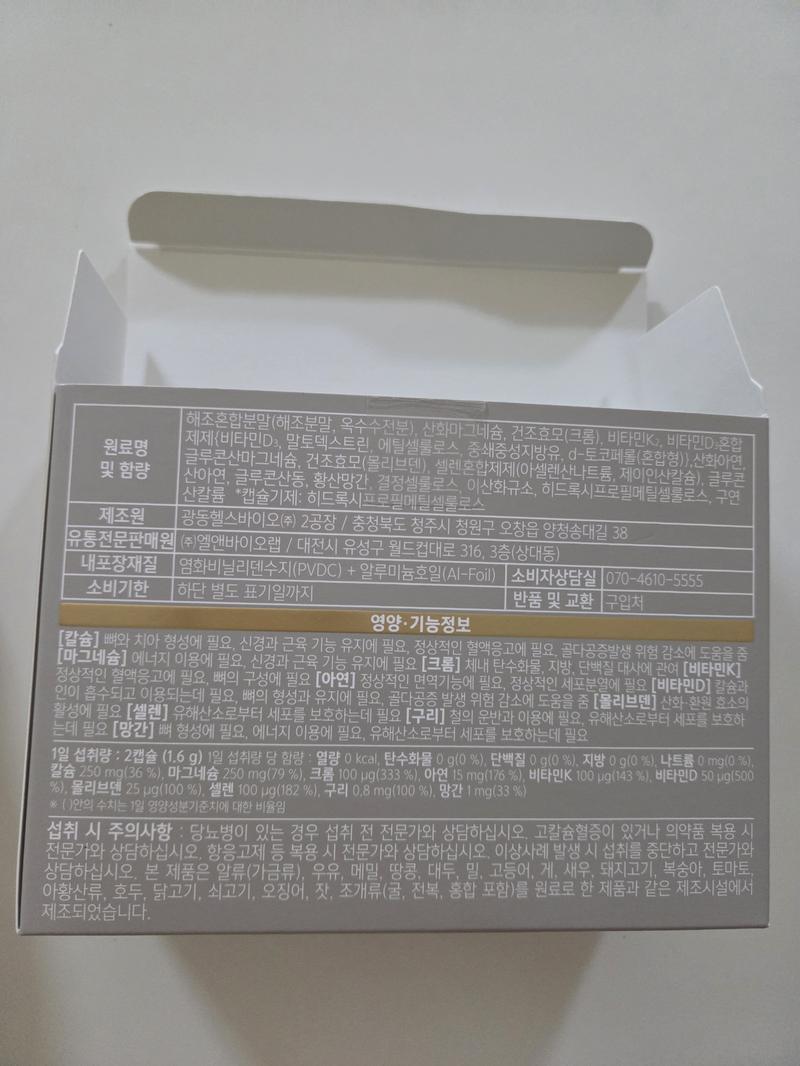 원료명
및 함량
해조혼합분말(해조분말, 옥수수전분), 산화마그네슘, 건조효모(크롬), 비타민K₂, 비타민D₃혼합
제제{비타민D₃, 말토덱스트린, 에틸셀룰로스, 중쇄중성지방유, d-토코페롤(혼합형)}, 산화아연,
글루콘산마그네슘, 건조효모(몰리브덴), 셀렌혼합제제(아셀렌산나트륨, 제이인산칼슘), 글루콘
산아연, 글루콘산동, 황산망간, 결정셀룰로스, 이산화규소, 히드록시프로필메틸셀룰로스, 구연
산칼륨 *캡슐기제: 히드록시프로필메틸셀룰로스
제조원 광동헬스바이오㈜ 2공장 / 충청북도 청주시 청원구 오창읍 양청송대길 38
유통전문판매원 ㈜엘앤바이오랩 / 대전시 유성구 월드컵대로 316, 3층(상대동)
내포장재질 염화비닐리덴수지(PVDC) + 알루미늄호일(Al-Foil) 소비자상담실 070-4610-5555
소비기한 하단 별도 표기일까지 반품 및 교환 구입처
영양·기능정보
[칼슘] 뼈와 치아 형성에 필요, 신경과 근육 기능 유지에 필요, 정상적인 혈액응고에 필요, 골다공증발생 위험 감소에 도움을 줌
[마그네슘] 에너지 이용에 필요, 신경과 근육 기능 유지에 필요 [크롬] 체내 탄수화물, 지방, 단백질 대사에 관여 [비타민K]
정상적인 혈액응고에 필요, 뼈의 구성에 필요 [아연] 정상적인 면역기능에 필요, 정상적인 세포분열에 필요 [비타민D] 칼슘과
인이 흡수되고 이용되는데 필요, 뼈의 형성과 유지에 필요, 골다공증 발생 위험 감소에 도움을 줌 [몰리브덴] 산화·환원 효소의
활성에 필요 [셀렌] 유해산소로부터 세포를 보호하는데 필요 [구리] 철의 운반과 이용에 필요, 유해산소로부터 세포를 보호하
는데 필요 [망간] 뼈 형성에 필요, 에너지 이용에 필요, 유해산소로부터 세포를 보호하는데 필요
1일 섭취량 : 2캡슐 (1.6 g) 1일 섭취량 당 함량 : 열량 0 kcal, 탄수화물 0 g(0 %), 단백질 0 g(0 %), 지방 0 g(0 %), 나트륨 0 mg(0 %),
칼슘 250 mg(36 %), 마그네슘 250 mg(79 %), 크롬 100 μg(333 %), 아연 15 mg(176 %), 비타민K 100 μg(143 %), 비타민D 50 μg(500
%), 몰리브덴 25 μg(100 %), 셀렌 100 μg(182 %), 구리 0.8 mg(100 %), 망간 1 mg(33 %)
※ ( )안의 수치는 1일 영양성분기준치에 대한 비율임
섭취 시 주의사항 : 당뇨병이 있는 경우 섭취 전 전문가와 상담하십시오. 고칼슘혈증이 있거나 의약품 복용 시
전문가와 상담하십시오. 항응고제 등 복용 시 전문가와 상담하십시오. 이상사례 발생 시 섭취를 중단하고 전문가와
상담하십시오. 본 제품은 알류(가금류), 우유, 메밀, 땅콩, 대두, 밀, 고등어, 게, 새우, 돼지고기, 복숭아, 토마토,
아황산류, 호두, 닭고기, 쇠고기, 오징어, 잣, 조개류(굴, 전복, 홍합 포함)를 원료로 한 제품과 같은 제조시설에서
제조되었습니다.